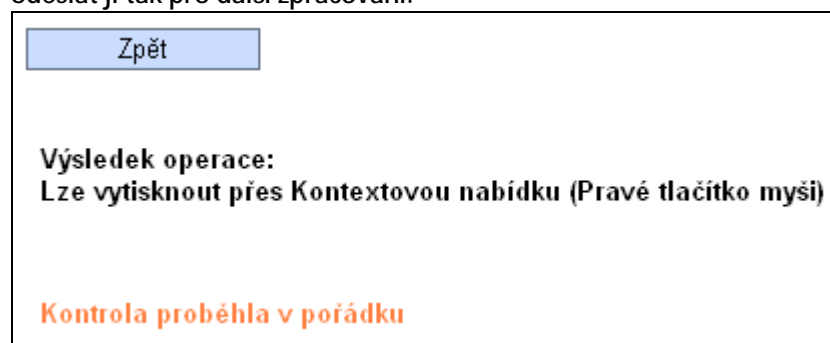 Zpět
Výsledek operace:
Lze vytisknout přes Kontextovou nabídku (Pravé tlačítko myši)
Kontrola proběhla v pořádku